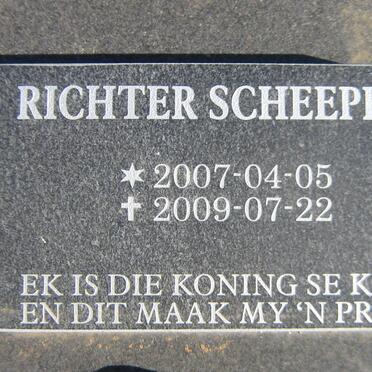 RICHTER SCHEEP
★ 2007-04-05
✝ 2009-07-22
EK IS DIE KONING SE K
EN DIT MAAK MY 'N PR